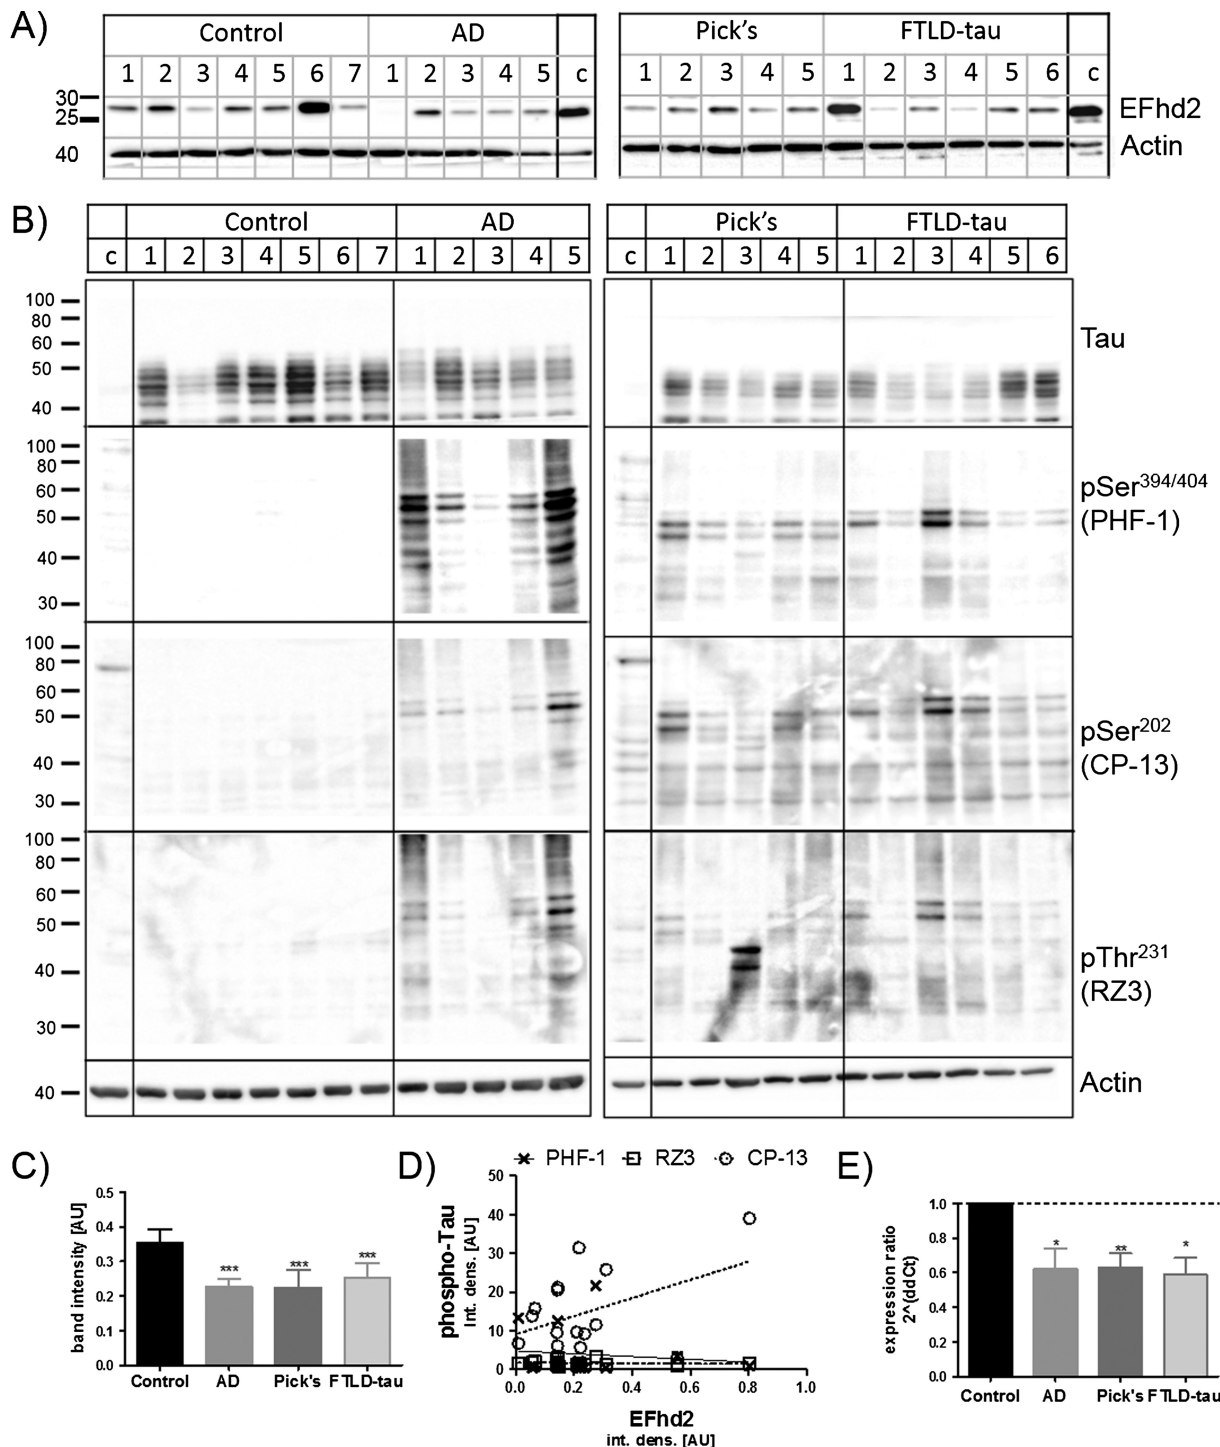 A)
Control AD Pick's FTLD-tau
1 2 3 4 5 6 7 1 2 3 4 5 c 1 2 3 4 5 1 2 3 4 5 6 c
30
25
EFhd2
40
Actin
B)
Control AD Pick's FTLD-tau
c 1 2 3 4 5 6 7 1 2 3 4 5 c 1 2 3 4 5 1 2 3 4 5 6
100
80
60
50
40
Tau
100
80
60
50
40
30
pSer394/404
(PHF-1)
100
80
60
50
40
30
pSer202
(CP-13)
100
80
60
50
40
30
pThr231
(RZ3)
40
Actin
C)
band intensity [AU]
0.5
0.4
0.3
0.2
0.1
0.0
*** *** ***
Control AD Pick's FTLD-tau
D)
PHF-1 RZ3 CP-13
phospho-Tau
Int. dens. [AU]
50
40
30
20
10
0
0.0 0.2 0.4 0.6 0.8 1.0
EFhd2
int. dens. [AU]
E)
expression ratio
2^(ddCt)
1.0
0.8
0.6
0.4
0.2
0.0
* ** *
Control AD Pick's FTLD-tau